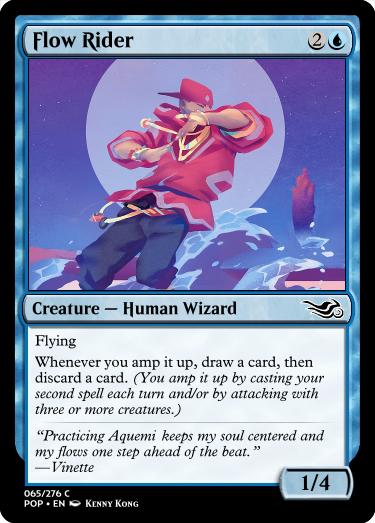 Flow Rider 2
Creature — Human Wizard
Flying
Whenever you amp it up, draw a card, then
discard a card. (You amp it up by casting your
second spell each turn and/or by attacking with
three or more creatures.)
“Practicing Aquemi keeps my soul centered and
my flows one step ahead of the beat.”
—Vinette
1/4
065/276 C
POP • EN Kenny Kong